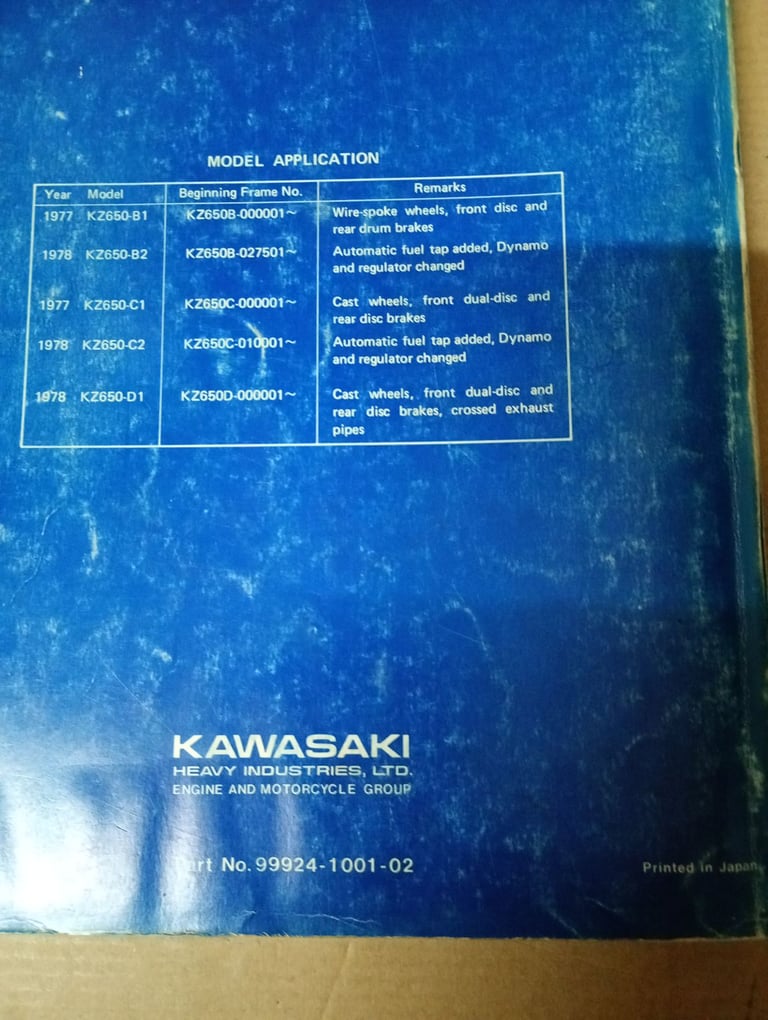 MODEL APPLICATION
Year Model Beginning Frame No. Remarks
1977 KZ650-B1 KZ650B-000001~ Wire-spoke wheels, front disc and
rear drum brakes
1978 KZ650-B2 KZ650B-027501~ Automatic fuel tap added, Dynamo
and regulator changed
1977 KZ650-C1 KZ650C-000001~ Cast wheels, front dual-disc and
rear disc brakes
1978 KZ650-C2 KZ650C-010001~ Automatic fuel tap added, Dynamo
and regulator changed
1978 KZ650-D1 KZ650D-000001~ Cast wheels, front dual-disc and
rear disc brakes, crossed exhaust
pipes
KAWASAKI
HEAVY INDUSTRIES, LTD.
ENGINE AND MOTORCYCLE GROUP
Part No. 99924-1001-02
Printed in Japan